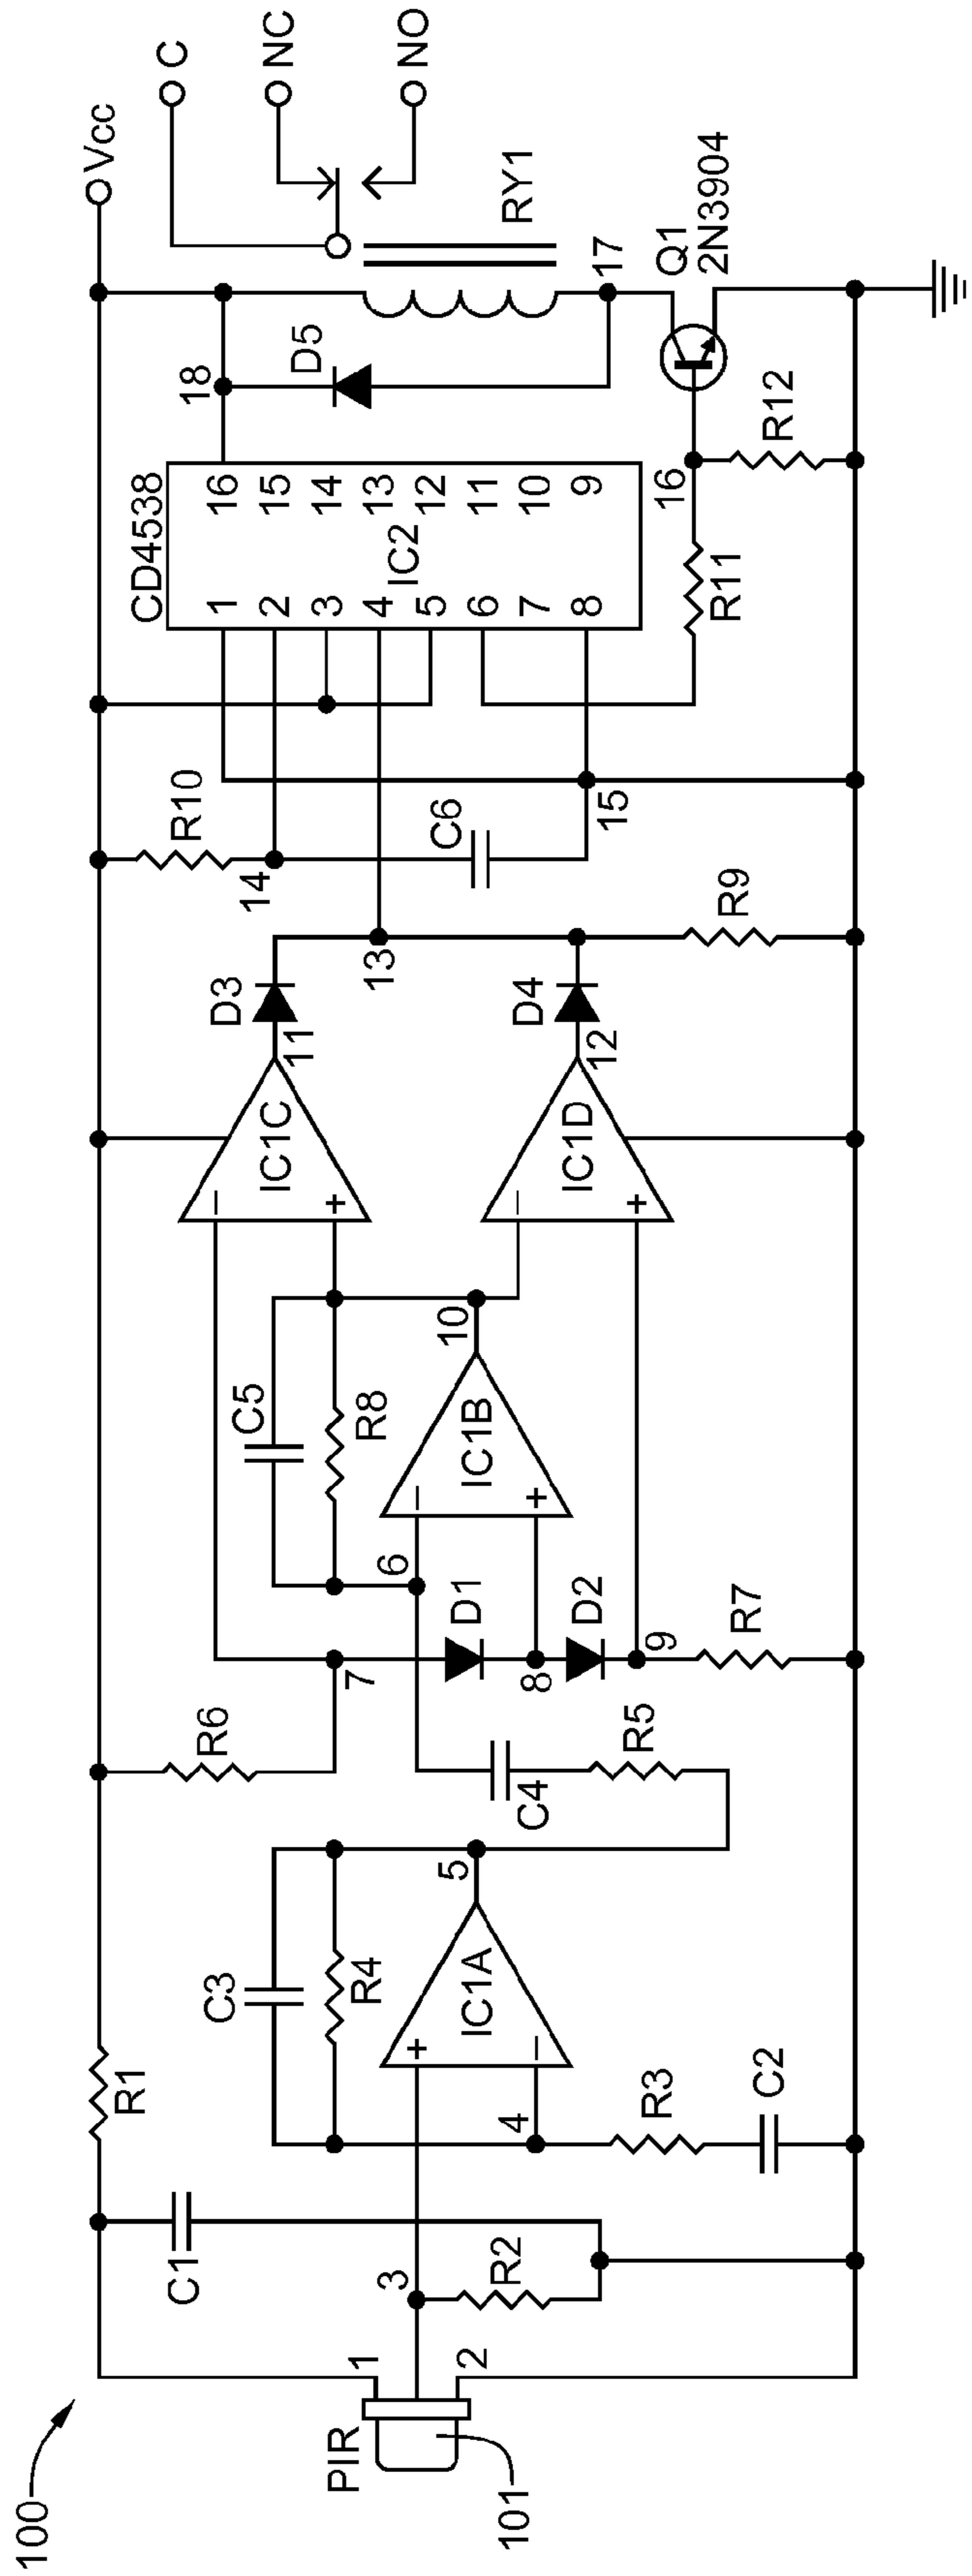 100
PIR
101
1
2
3
C1
R2
R1
C3
R4
IC1A
+
−
4
5
R3
C2
R6
7
C4
R5
D1
8
D2
9
R7
6
C5
R8
IC1B
−
+
10
IC1C
−
+
11
D3
IC1D
−
+
12
D4
13
R9
R10
14
C6
15
CD4538
1 16
2 15
3 14
4 13
5 12
6 11
7 10
8 9
IC2
R11
16
R12
18
D5
17
Q1
2N3904
RY1
Vcc
C
NC
NO